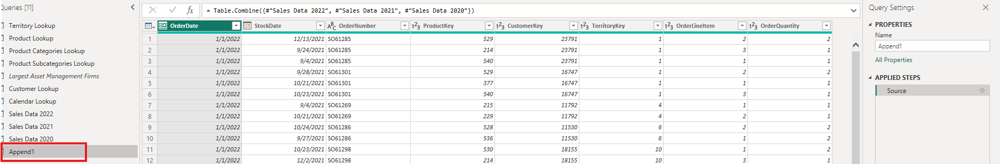 Queries [11]
Territory Lookup
Product Lookup
Product Categories Lookup
Product Subcategories Lookup
Largest Asset Management Firms
Customer Lookup
Calendar Lookup
Sales Data 2022
Sales Data 2021
Sales Data 2020
Append1
fx = Table.Combine({#"Sales Data 2022", #"Sales Data 2021", #"Sales Data 2020"})
OrderDate StockDate ABC OrderNumber 123 ProductKey 123 CustomerKey 123 TerritoryKey 123 OrderLineItem 123 OrderQuantity
1 1/1/2022 12/13/2021 SO61285 529 23791 1 2 2
2 1/1/2022 9/24/2021 SO61285 214 23791 1 3 1
3 1/1/2022 9/4/2021 SO61285 540 23791 1 1 1
4 1/1/2022 9/28/2021 SO61301 529 16747 1 2 2
5 1/1/2022 10/21/2021 SO61301 377 16747 1 1 1
6 1/1/2022 10/23/2021 SO61301 540 16747 1 3 1
7 1/1/2022 9/4/2021 SO61269 215 11792 4 1 1
8 1/1/2022 10/21/2021 SO61269 229 11792 4 2 1
9 1/1/2022 10/24/2021 SO61286 528 11530 6 2 2
10 1/1/2022 9/27/2021 SO61286 536 11530 6 1 2
11 1/1/2022 10/23/2021 SO61298 530 18155 10 1 2
12 1/1/2022 12/2/2021 SO61298 214 18155 10 3 1
Query Settings
PROPERTIES
Name
Append1
All Properties
APPLIED STEPS
Source